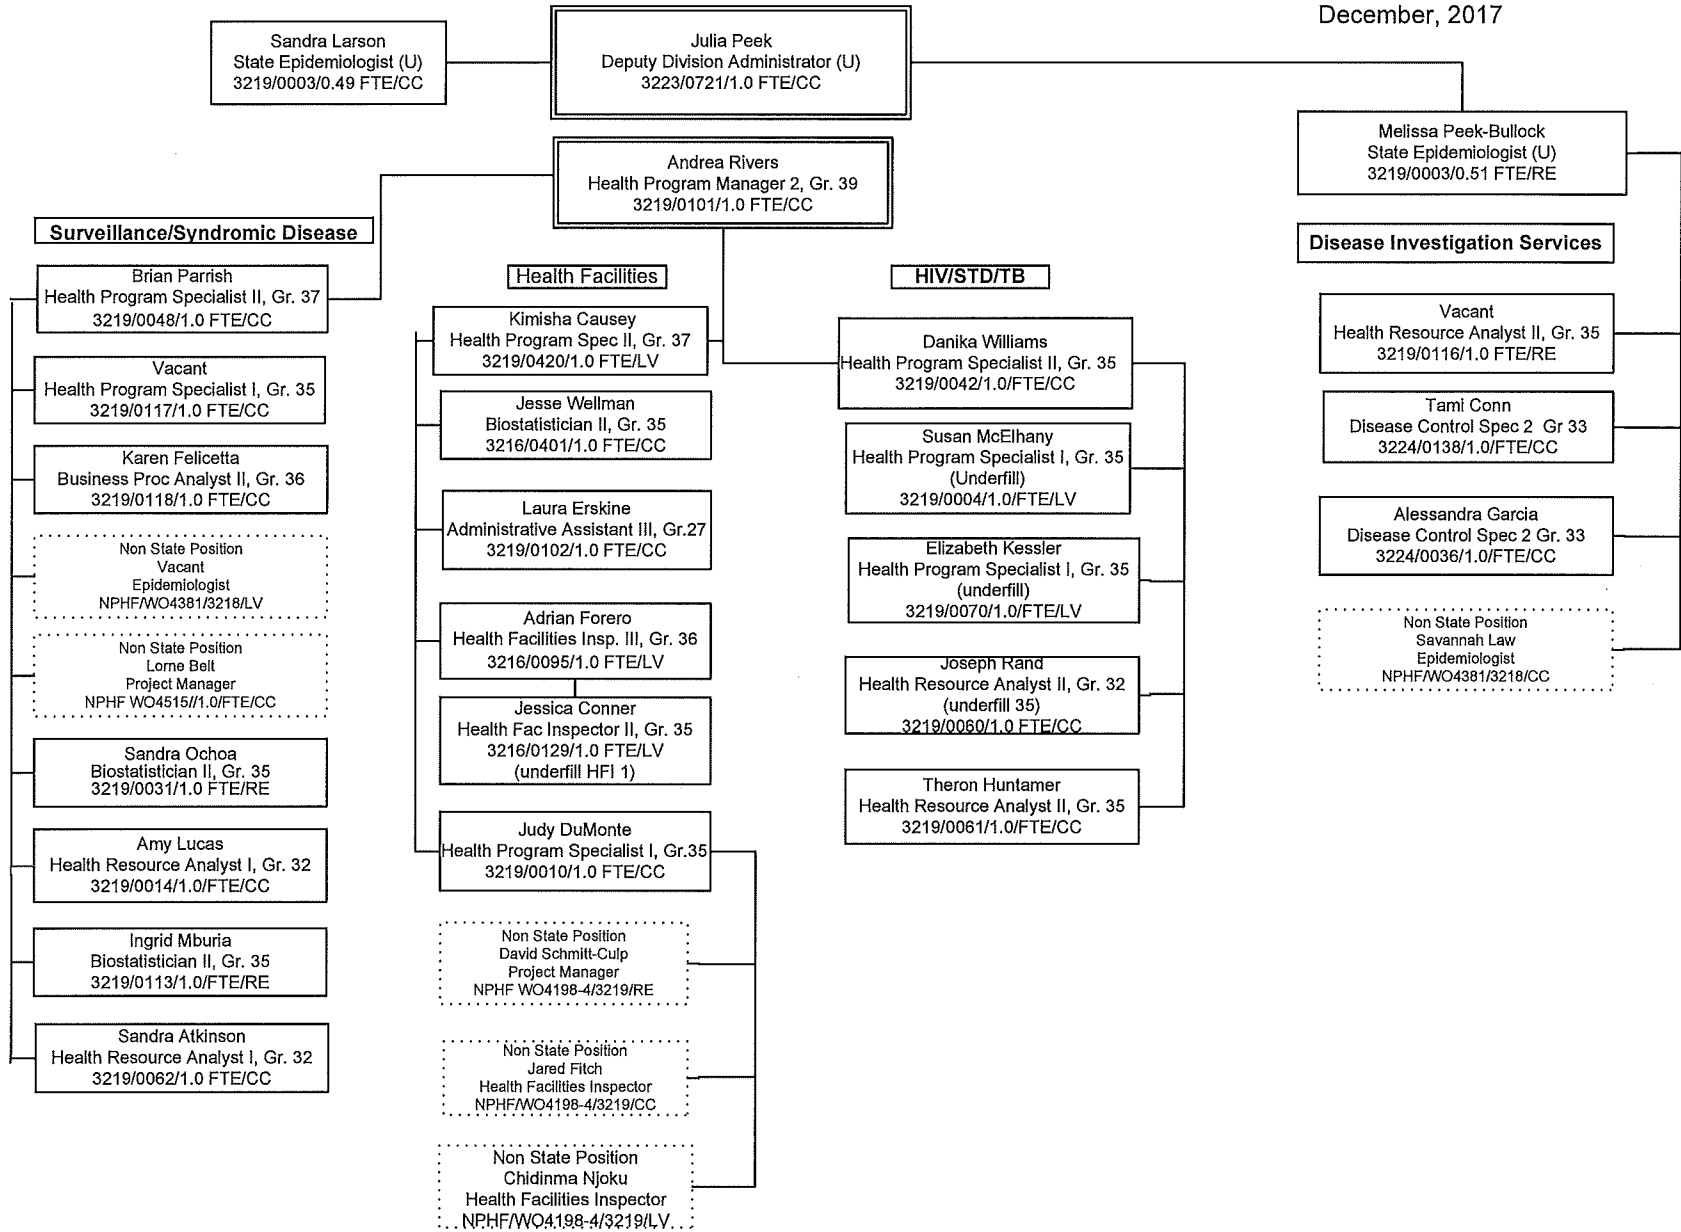 December, 2017
Sandra Larson
State Epidemiologist (U)
3219/0003/0.49 FTE/CC
Julia Peek
Deputy Division Administrator (U)
3223/0721/1.0 FTE/CC
Melissa Peek-Bullock
State Epidemiologist (U)
3219/0003/0.51 FTE/RE
Andrea Rivers
Health Program Manager 2, Gr. 39
3219/0101/1.0 FTE/CC
Surveillance/Syndromic Disease
Brian Parrish
Health Program Specialist II, Gr. 37
3219/0048/1.0 FTE/CC
Vacant
Health Program Specialist I, Gr. 35
3219/0117/1.0 FTE/CC
Karen Felicetta
Business Proc Analyst II, Gr. 36
3219/0118/1.0 FTE/CC
Non State Position
Vacant
Epidemiologist
NPHF/WO4381/3218/LV
Non State Position
Lorne Belt
Project Manager
NPHF WO4515//1.0/FTE/CC
Sandra Ochoa
Biostatistician II, Gr. 35
3219/0031/1.0 FTE/RE
Amy Lucas
Health Resource Analyst I, Gr. 32
3219/0014/1.0/FTE/CC
Ingrid Mburia
Biostatistician II, Gr. 35
3219/0113/1.0/FTE/RE
Sandra Atkinson
Health Resource Analyst I, Gr. 32
3219/0062/1.0 FTE/CC
Health Facilities
Kimisha Causey
Health Program Spec II, Gr. 37
3219/0420/1.0 FTE/LV
Jesse Wellman
Biostatistician II, Gr. 35
3216/0401/1.0 FTE/CC
Laura Erskine
Administrative Assistant III, Gr.27
3219/0102/1.0 FTE/CC
Adrian Forero
Health Facilities Insp. III, Gr. 36
3216/0095/1.0 FTE/LV
Jessica Conner
Health Fac Inspector II, Gr. 35
3216/0129/1.0 FTE/LV
(underfill HFI 1)
Judy DuMonte
Health Program Specialist I, Gr.35
3219/0010/1.0 FTE/CC
Non State Position
David Schmitt-Culp
Project Manager
NPHF WO4198-4/3219/RE
Non State Position
Jared Fitch
Health Facilities Inspector
NPHF/WO4198-4/3219/CC
Non State Position
Chidinma Njoku
Health Facilities Inspector
NPHF/WO4198-4/3219/LV
HIV/STD/TB
Danika Williams
Health Program Specialist II, Gr. 35
3219/0042/1.0/FTE/CC
Susan McElhany
Health Program Specialist I, Gr. 35
(Underfill)
3219/0004/1.0/FTE/LV
Elizabeth Kessler
Health Program Specialist I, Gr. 35
(underfill)
3219/0070/1.0/FTE/LV
Joseph Rand
Health Resource Analyst II, Gr. 32
(underfill 35)
3219/0060/1.0 FTE/CC
Theron Huntamer
Health Resource Analyst II, Gr. 35
3219/0061/1.0/FTE/CC
Disease Investigation Services
Vacant
Health Resource Analyst II, Gr. 35
3219/0116/1.0 FTE/RE
Tami Conn
Disease Control Spec 2 Gr 33
3224/0138/1.0/FTE/CC
Alessandra Garcia
Disease Control Spec 2 Gr. 33
3224/0036/1.0/FTE/CC
Non State Position
Savannah Law
Epidemiologist
NPHF/WO4381/3218/CC